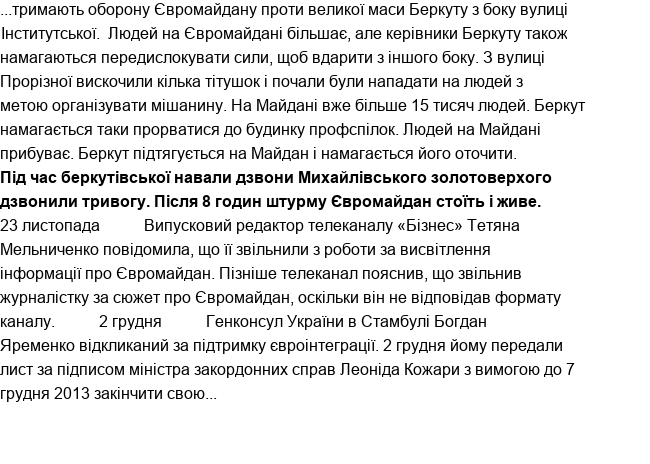 ...тримають оборону Євромайдану проти великої маси Беркуту з боку вулиці
Інститутської. Людей на Євромайдані більшає, але керівники Беркуту також
намагаються передислокувати сили, щоб вдарити з іншого боку. З вулиці
Прорізної вискочили кілька тітушок і почали були нападати на людей з
метою організувати мішанину. На Майдані вже більше 15 тисяч людей. Беркут
намагається таки прорватися до будинку профспілок. Людей на Майдані
прибуває. Беркут підтягується на Майдан і намагається його оточити.
Під час беркутівської навали дзвони Михайлівського золотоверхого
дзвонили тривогу. Після 8 годин штурму Євромайдан стоїть і живе.
23 листопада Випусковий редактор телеканалу «Бізнес» Тетяна
Мельниченко повідомила, що її звільнили з роботи за висвітлення
інформації про Євромайдан. Пізніше телеканал пояснив, що звільнив
журналістку за сюжет про Євромайдан, оскільки він не відповідав формату
каналу. 2 грудня Генконсул України в Стамбулі Богдан
Яременко відкликаний за підтримку євроінтеграції. 2 грудня йому передали
лист за підписом міністра закордонних справ Леоніда Кожари з вимогою до 7
грудня 2013 закінчити свою...